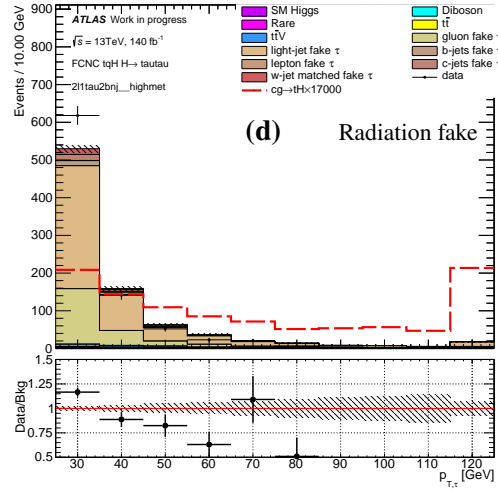 900
800
700
600
500
400
300
200
100
0
Events / 10.00 GeV
ATLAS Work in progress
√s = 13TeV, 140 fb⁻¹
FCNC tqH H→ tautau
2l1tau2bnj__highmet
SM Higgs
Rare
tt̄V
light-jet fake τ
lepton fake τ
w-jet matched fake τ
cg→tH×17000
Diboson
tt̄
gluon fake
b-jets fake
c-jets fake
data
(d) Radiation fake
1.5
1.25
1
0.75
0.5
Data/Bkg
30 40 50 60 70 80 90 100 110 120
p_T,τ [GeV]